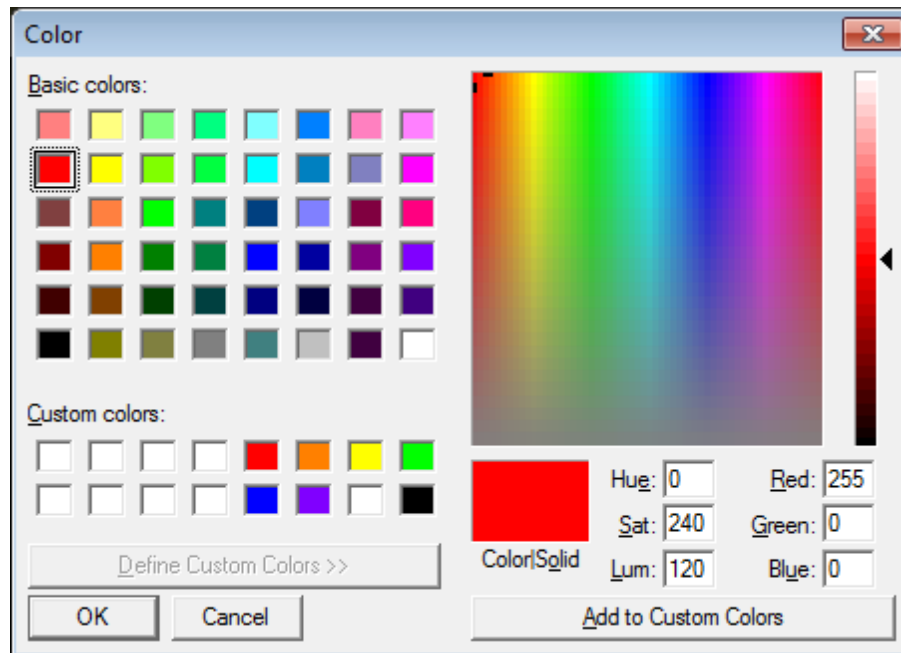 Color
Basic colors:
Custom colors:
Define Custom Colors >>
OK
Cancel
Color|Solid
Hue: 0
Sat: 240
Lum: 120
Red: 255
Green: 0
Blue: 0
Add to Custom Colors